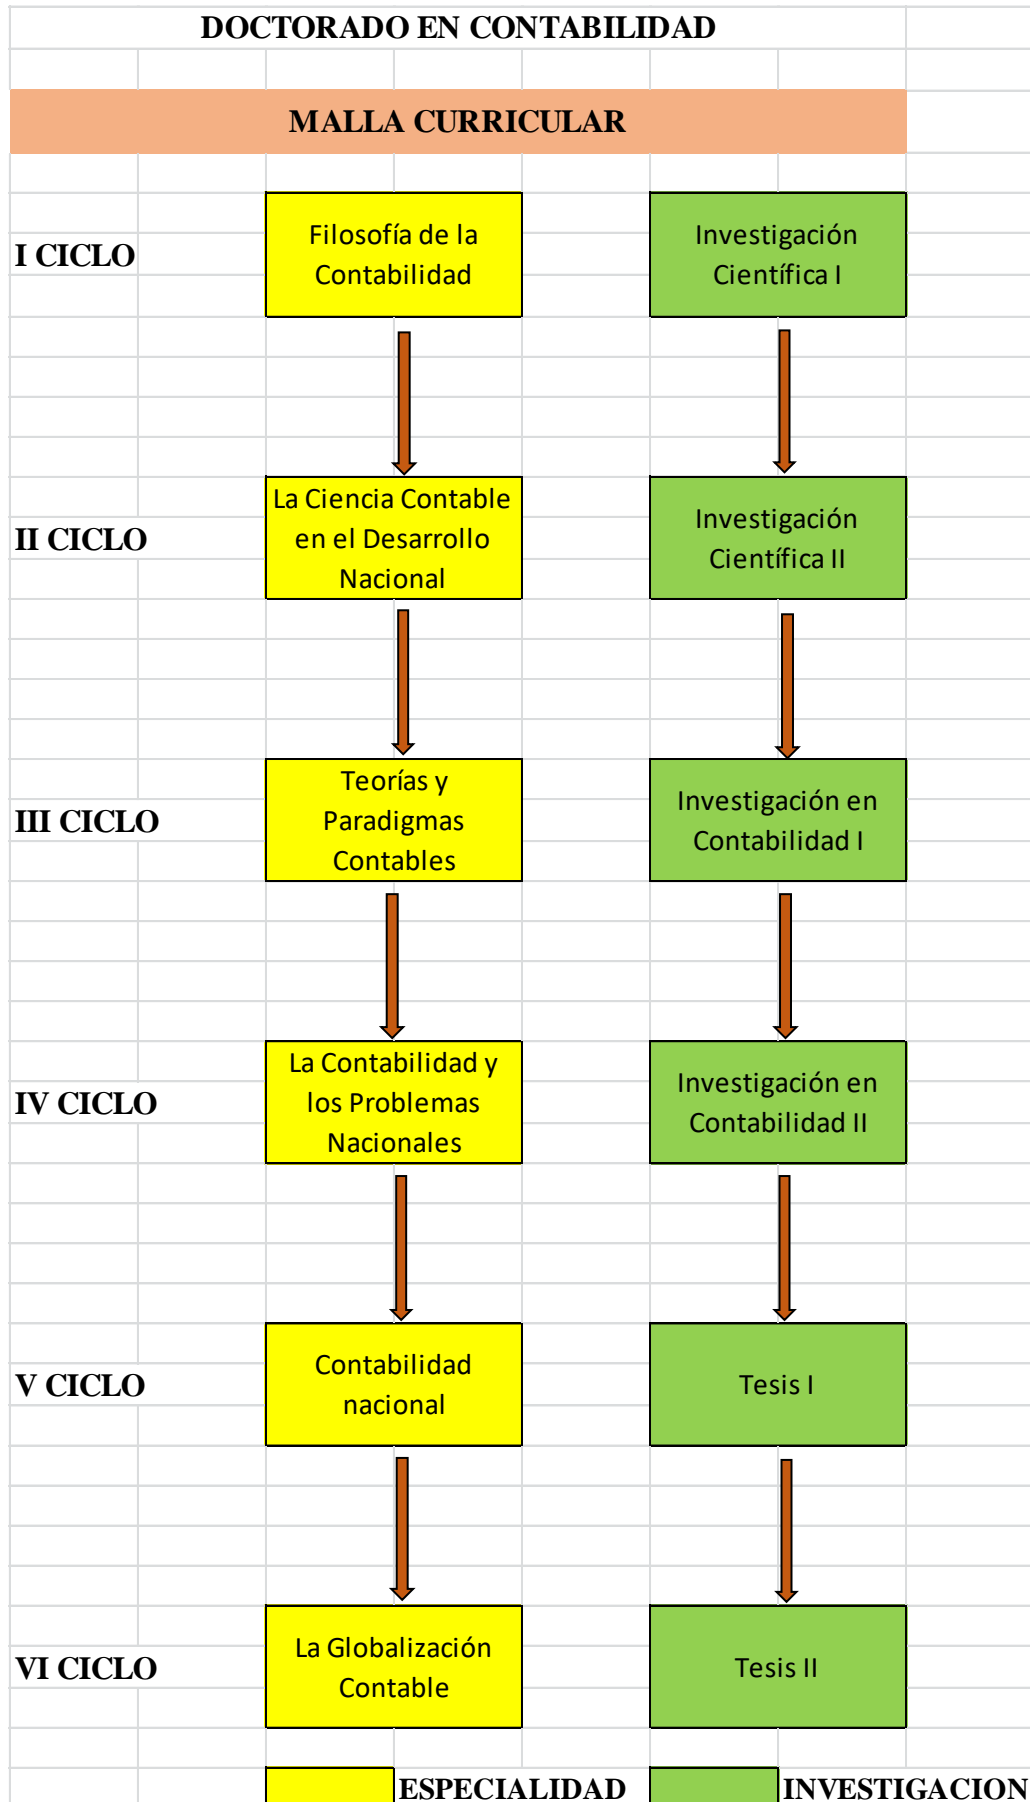 DOCTORADO EN CONTABILIDAD
MALLA CURRICULAR
I CICLO
Filosofía de la
Contabilidad
Investigación
Científica I
II CICLO
La Ciencia Contable
en el Desarrollo
Nacional
Investigación
Científica II
III CICLO
Teorías y
Paradigmas
Contables
Investigación en
Contabilidad I
IV CICLO
La Contabilidad y
los Problemas
Nacionales
Investigación en
Contabilidad II
V CICLO
Contabilidad
nacional
Tesis I
VI CICLO
La Globalización
Contable
Tesis II
ESPECIALIDAD
INVESTIGACION